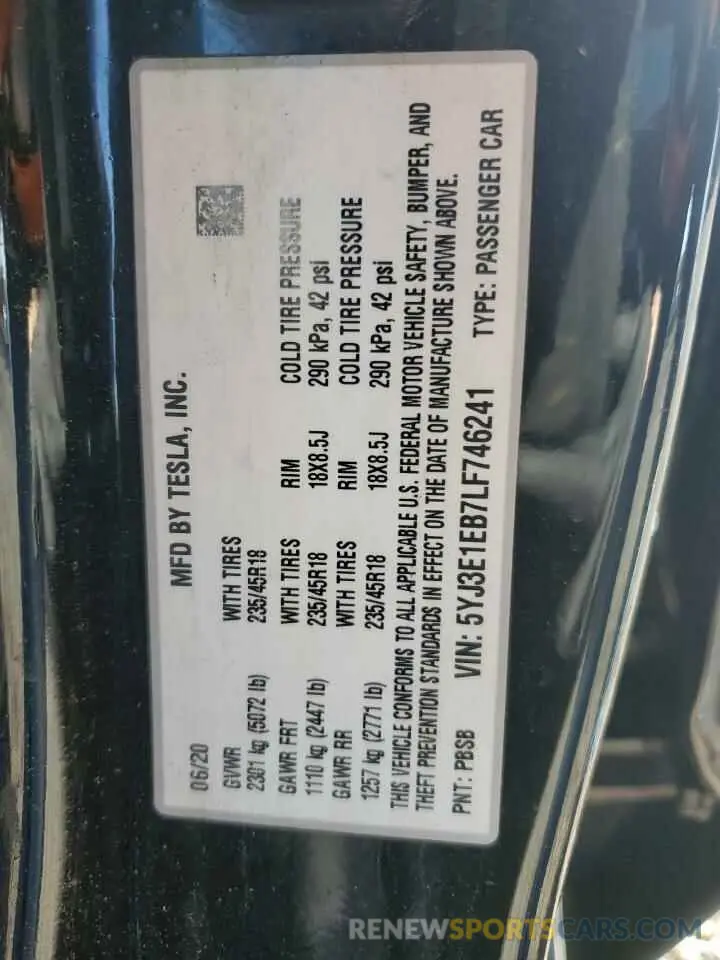 MFD BY TESLA, INC.
06/20
GVWR WITH TIRES
2301 kg (5072 lb) 235/45R18
GAWR FRT WITH TIRES RIM COLD TIRE PRESSURE
1110 kg (2447 lb) 235/45R18 18X8.5J 290 kPa, 42 psi
GAWR RR WITH TIRES RIM COLD TIRE PRESSURE
1257 kg (2771 lb) 235/45R18 18X8.5J 290 kPa, 42 psi
THIS VEHICLE CONFORMS TO ALL APPLICABLE U.S. FEDERAL MOTOR VEHICLE SAFETY, BUMPER, AND
THEFT PREVENTION STANDARDS IN EFFECT ON THE DATE OF MANUFACTURE SHOWN ABOVE.
PNT: PBSB VIN: 5YJ3E1EB7LF746241 TYPE: PASSENGER CAR
RENEWSPORTSCARS.COM